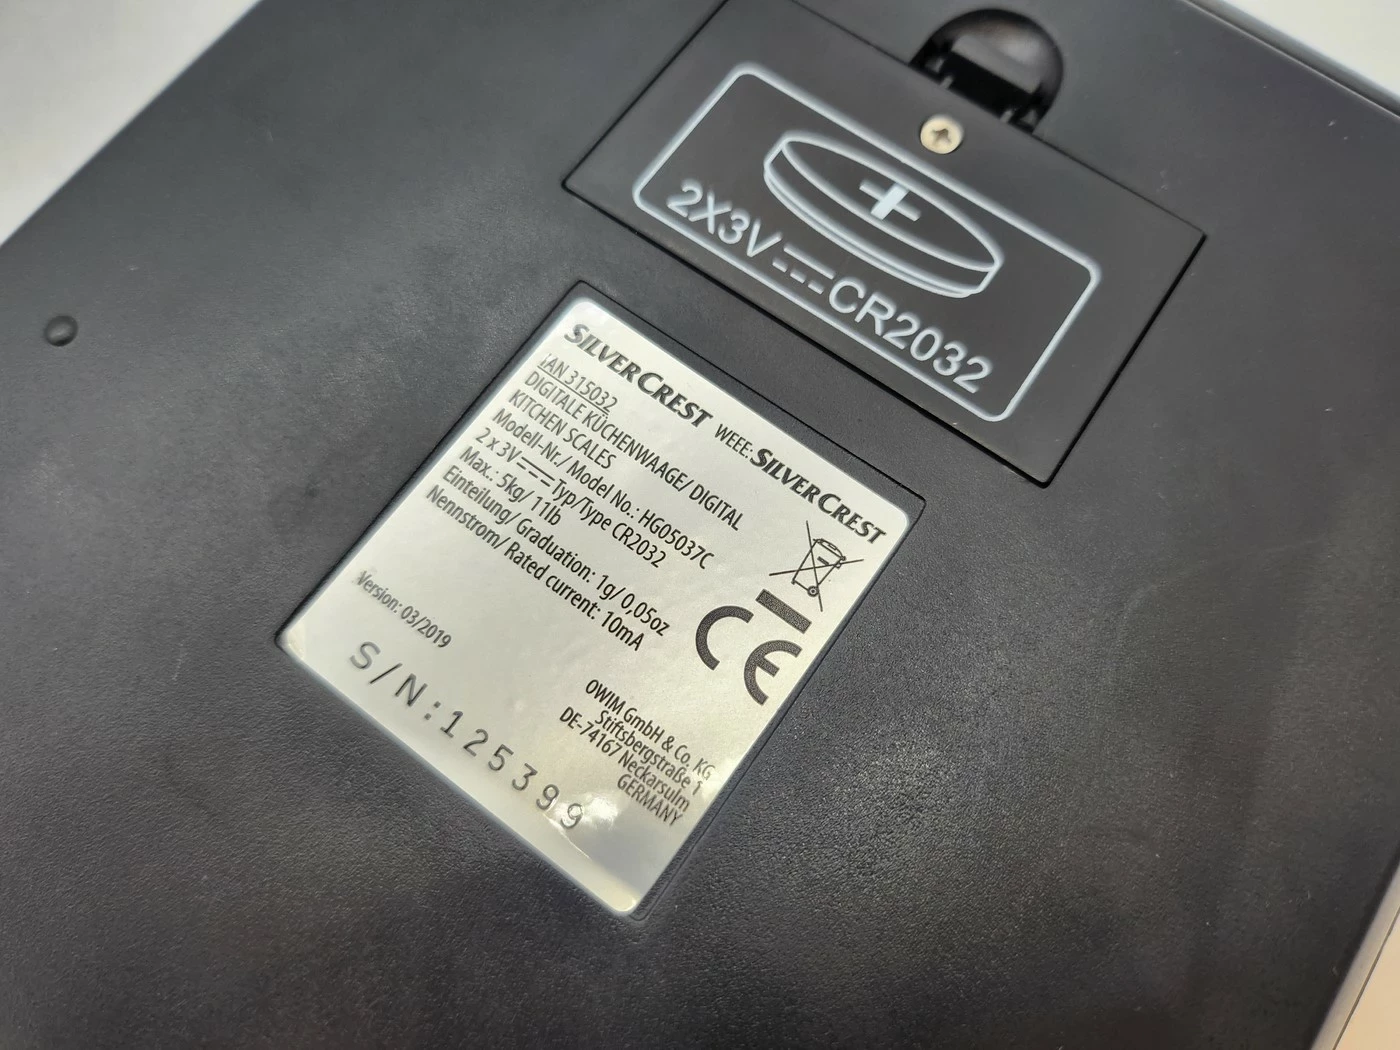 2X3V⎓CR2032
SILVERCREST WEEE: SILVERCREST
IAN 315032
DIGITALE KÜCHENWAAGE/ DIGITAL
KITCHEN SCALES
Modell-Nr./ Model No.: HG05037C
2 x 3V⎓Typ/Type CR2032
Max.: 5kg/ 11lb
Einteilung/ Graduation: 1g/ 0,05oz
Nennstrom/ Rated current: 10mA
CE
Version: 03/2019
OWIM GmbH & Co. KG
Stiftsbergstraße 1
DE-74167 Neckarsulm
GERMANY
S/N:125399